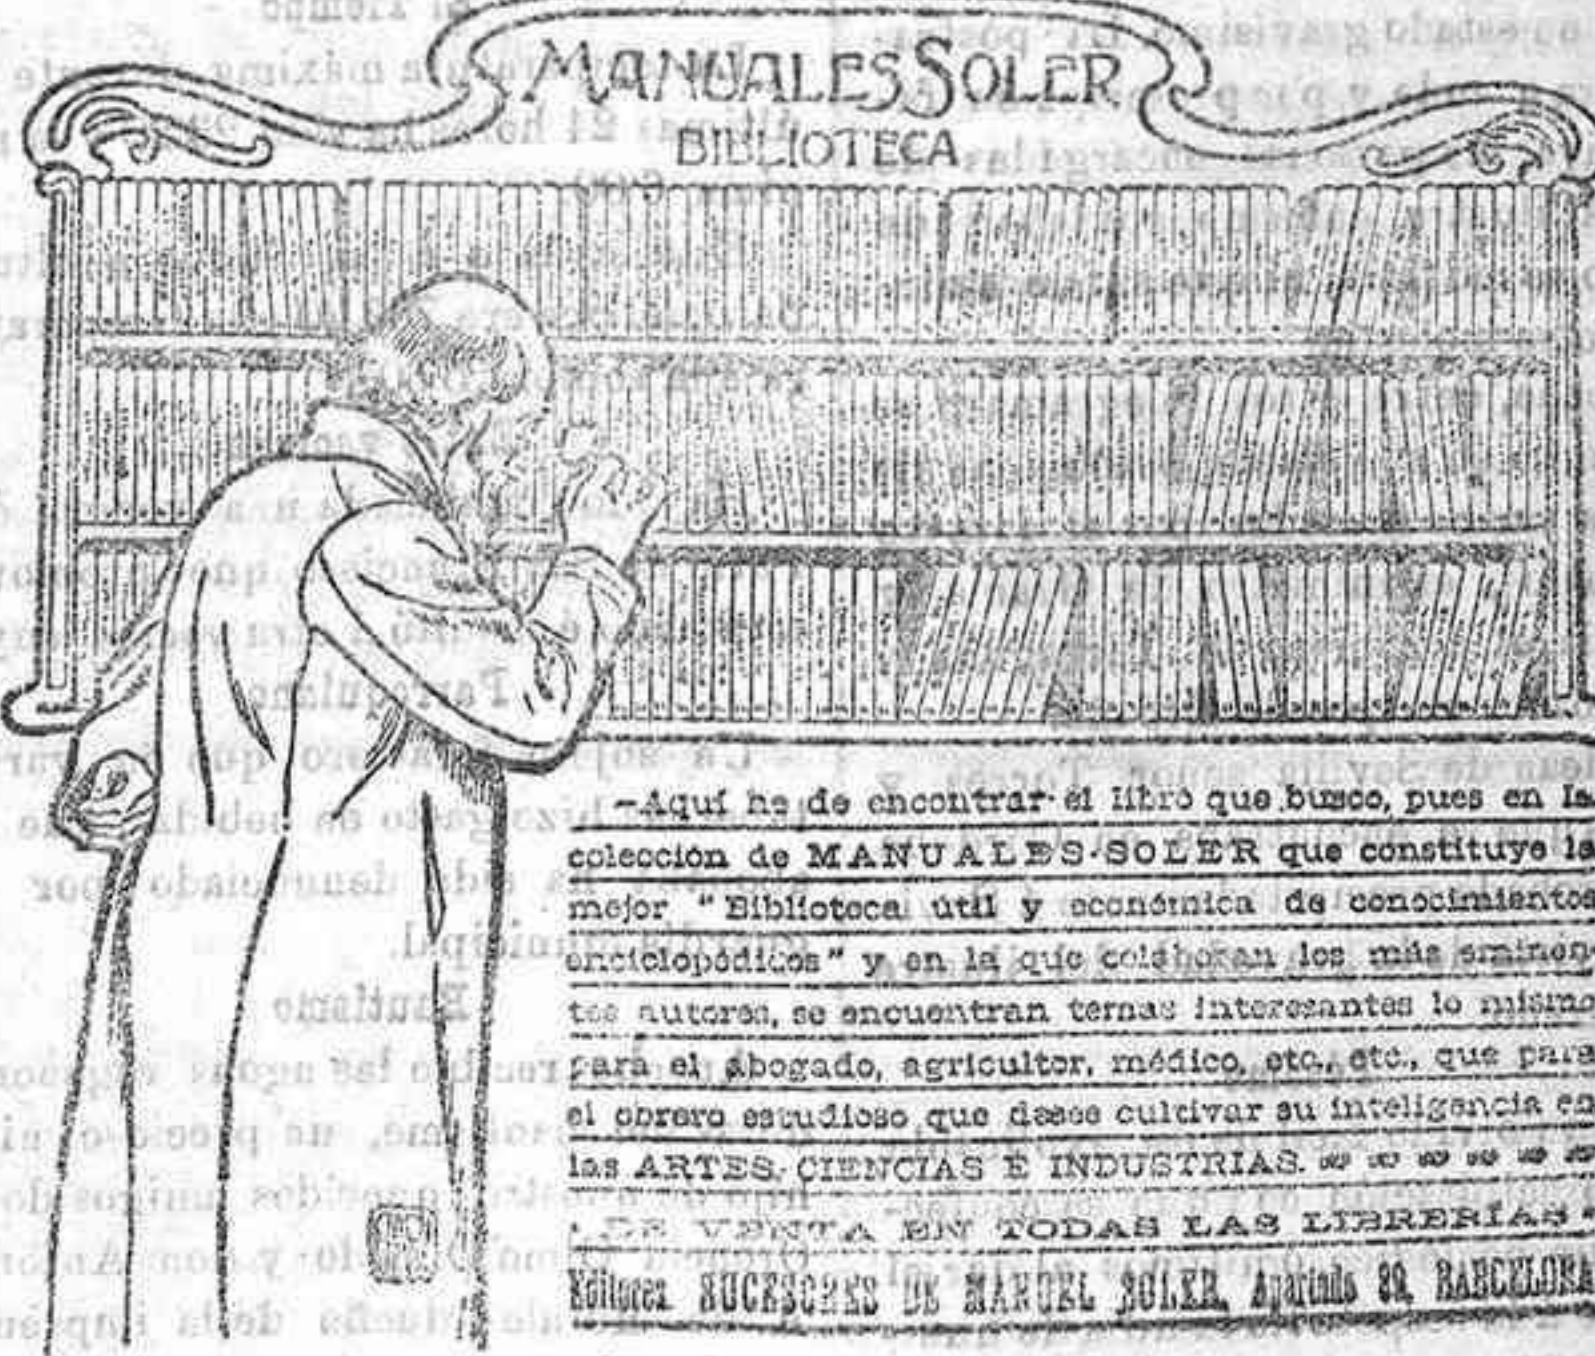 MANUALES SOLER
BIBLIOTECA
—Aquí he de encontrar el libro que busco, pues en la
colección de MANUALES-SOLER que constituye la
mejor “Biblioteca útil y económica de conocimientos
enciclopédicos” y en la que colaboran los más eminen-
tes autores, se encuentran temas interesantes lo mismo
para el abogado, agricultor, médico, etc., etc., que para
el obrero estudioso que desee cultivar su inteligencia en
las ARTES, CIENCIAS E INDUSTRIAS.
DE VENTA EN TODAS LAS LIBRERÍAS
Editores SUCESORES DE MANUEL SOLER, Apartado 89, BARCELONA